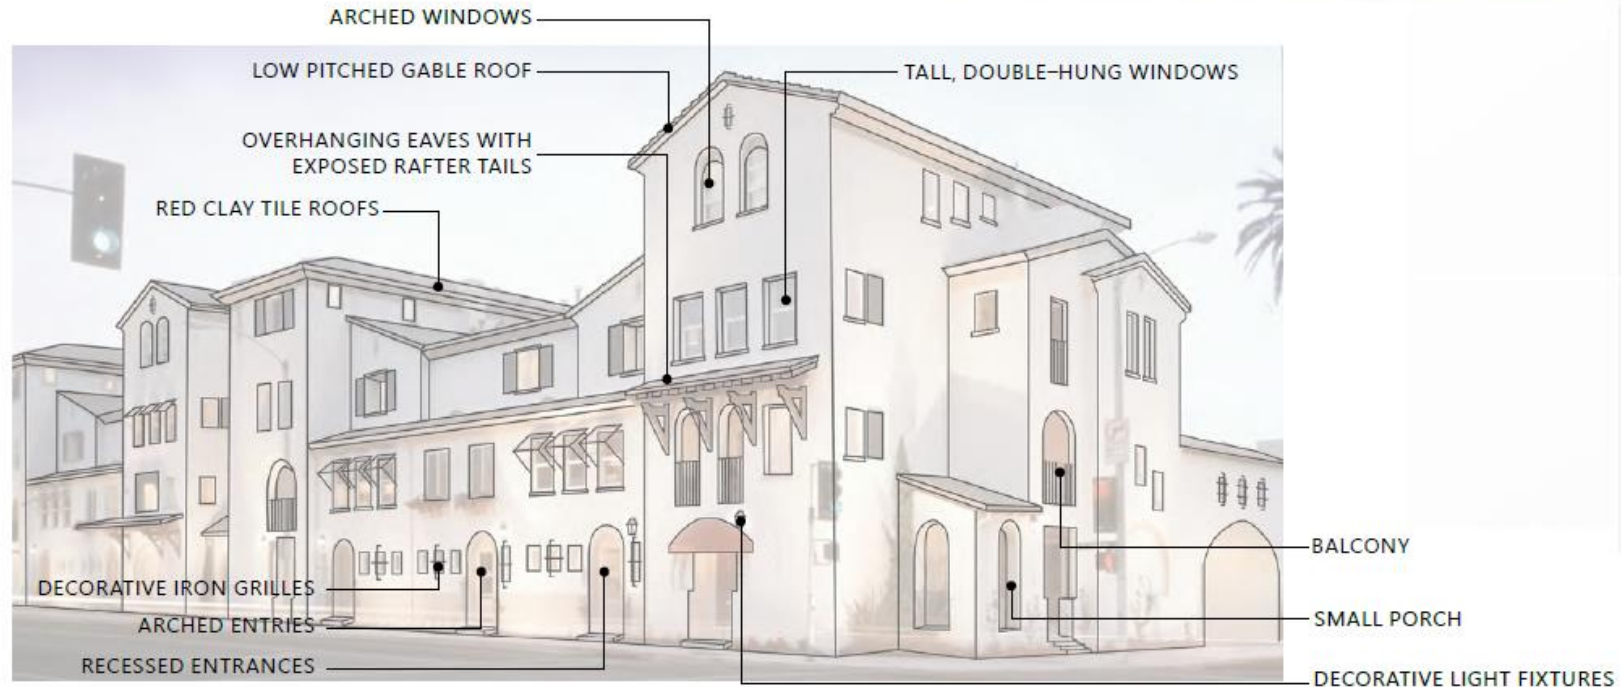 ARCHED WINDOWS
LOW PITCHED GABLE ROOF
TALL, DOUBLE–HUNG WINDOWS
OVERHANGING EAVES WITH
EXPOSED RAFTER TAILS
RED CLAY TILE ROOFS
BALCONY
DECORATIVE IRON GRILLES
SMALL PORCH
ARCHED ENTRIES
RECESSED ENTRANCES
DECORATIVE LIGHT FIXTURES